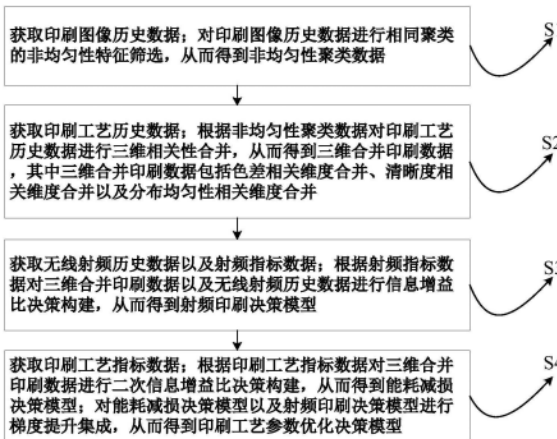 获取印刷图像历史数据；对印刷图像历史数据进行相同聚类
的非均匀性特征筛选，从而得到非均匀性聚类数据
S
获取印刷工艺历史数据；根据非均匀性聚类数据对印刷工艺
历史数据进行三维相关性合并，从而得到三维合并印刷数据
，其中三维合并印刷数据包括色差相关维度合并、清晰度相
关维度合并以及分布均匀性相关维度合并
S2
获取无线射频历史数据以及射频指标数据；根据射频指标数
据对三维合并印刷数据以及无线射频历史数据进行信息增益
比决策构建，从而得到射频印刷决策模型
S3
获取印刷工艺指标数据；根据印刷工艺指标数据对三维合并
印刷数据进行二次信息增益比决策构建，从而得到能耗减损
决策模型；对能耗减损决策模型以及射频印刷决策模型进行
梯度提升集成，从而得到印刷工艺参数优化决策模型
S4